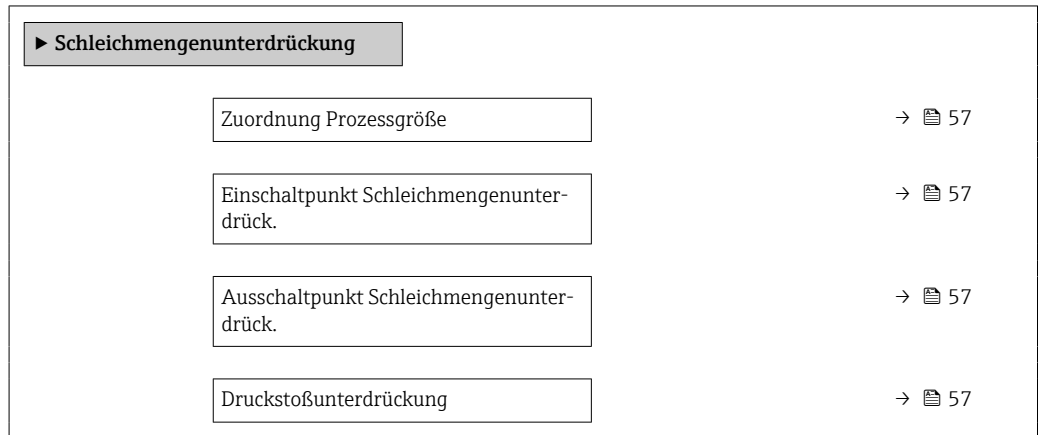 ▶ Schleichmengenunterdrückung
Zuordnung Prozessgröße → 57
Einschaltpunkt Schleichmengenunter- → 57
drück.
Ausschaltpunkt Schleichmengenunter- → 57
drück.
Druckstoßunterdrückung → 57